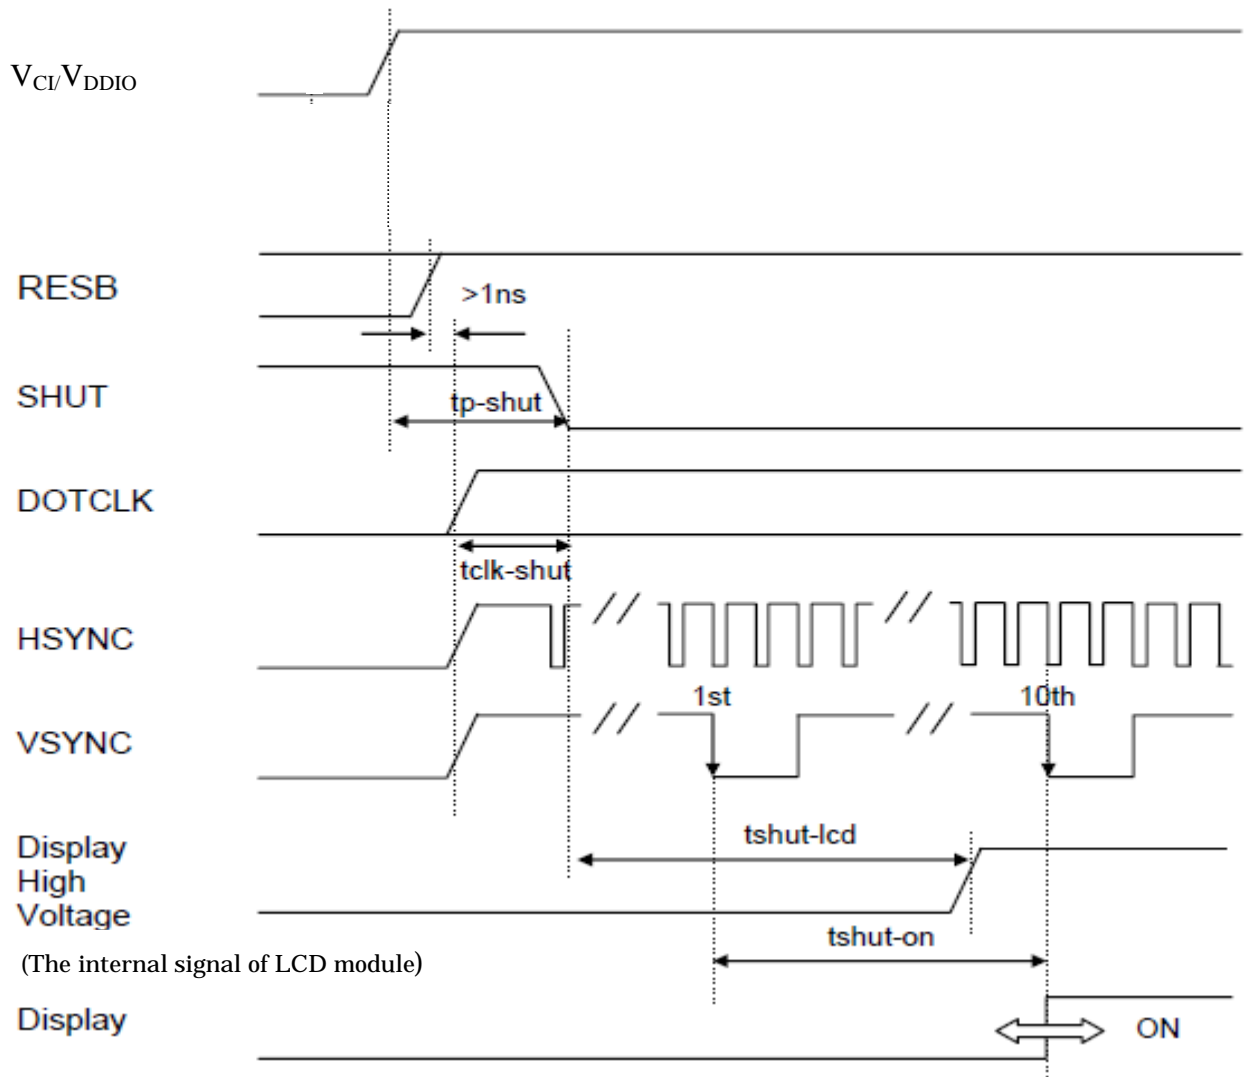 VCI/VDDIO
RESB
>1ns
SHUT
tp-shut
DOTCLK
tclk-shut
HSYNC
1st
10th
VSYNC
Display
High
Voltage
tshut-lcd
tshut-on
(The internal signal of LCD module)
Display
ON